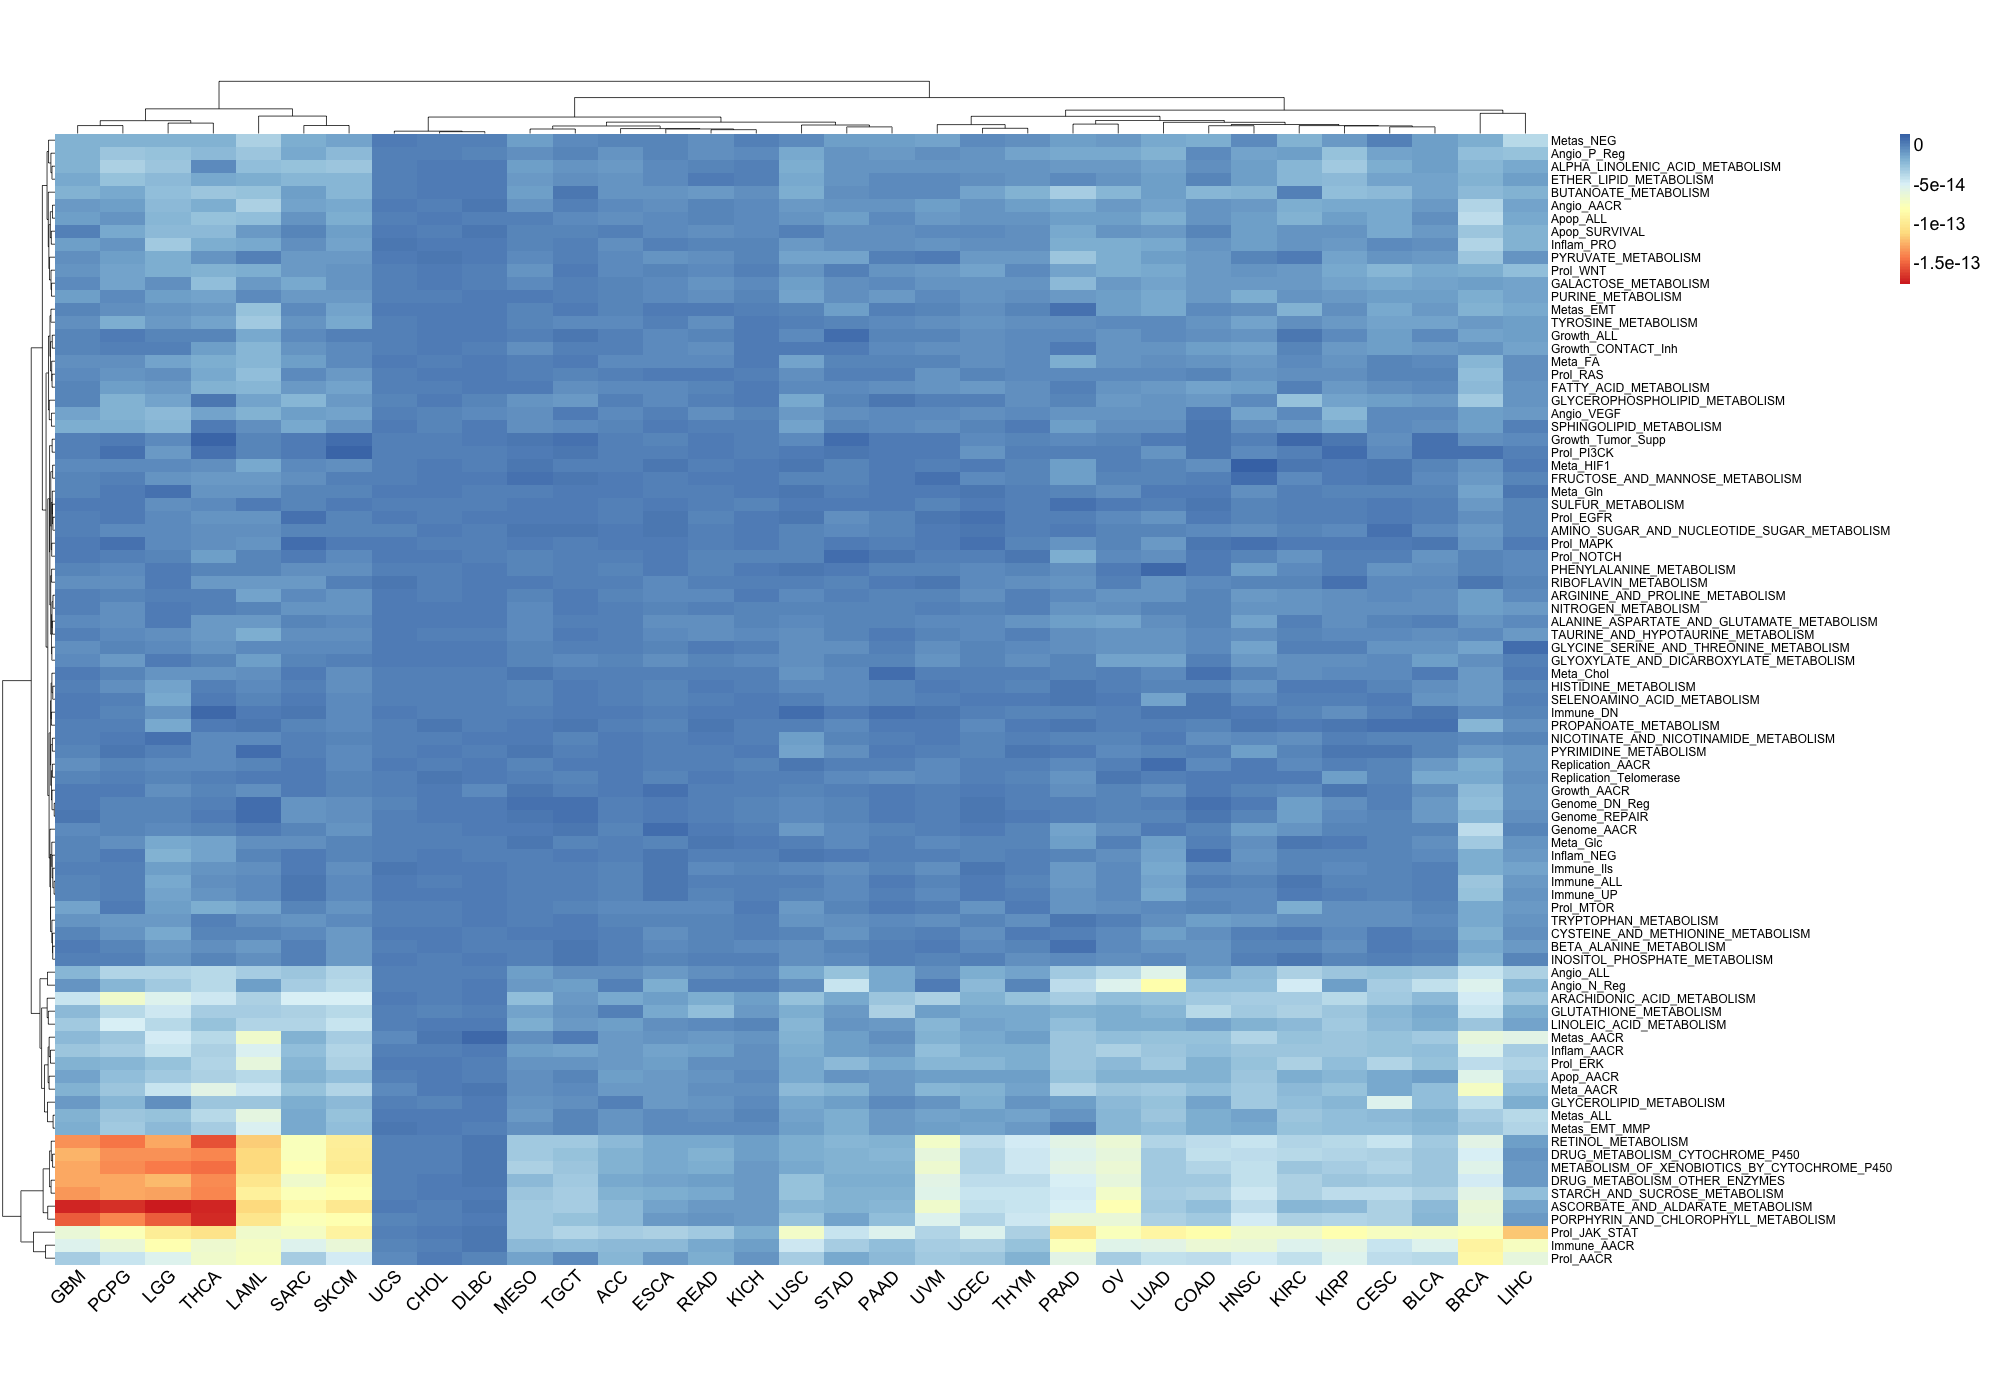 Metas_NEG
Angio_P_Reg
ALPHA_LINOLENIC_ACID_METABOLISM
ETHER_LIPID_METABOLISM
BUTANOATE_METABOLISM
Angio_AACR
Apop_ALL
Apop_SURVIVAL
Inflam_PRO
PYRUVATE_METABOLISM
Prol_WNT
GALACTOSE_METABOLISM
PURINE_METABOLISM
Metas_EMT
TYROSINE_METABOLISM
Growth_ALL
Growth_CONTACT_Inh
Meta_FA
Prol_RAS
FATTY_ACID_METABOLISM
GLYCEROPHOSPHOLIPID_METABOLISM
Angio_VEGF
SPHINGOLIPID_METABOLISM
Growth_Tumor_Supp
Prol_PI3CK
Meta_HIF1
FRUCTOSE_AND_MANNOSE_METABOLISM
Meta_Gln
SULFUR_METABOLISM
Prol_EGFR
AMINO_SUGAR_AND_NUCLEOTIDE_SUGAR_METABOLISM
Prol_MAPK
Prol_NOTCH
PHENYLALANINE_METABOLISM
RIBOFLAVIN_METABOLISM
ARGININE_AND_PROLINE_METABOLISM
NITROGEN_METABOLISM
ALANINE_ASPARTATE_AND_GLUTAMATE_METABOLISM
TAURINE_AND_HYPOTAURINE_METABOLISM
GLYCINE_SERINE_AND_THREONINE_METABOLISM
GLYOXYLATE_AND_DICARBOXYLATE_METABOLISM
Meta_Chol
HISTIDINE_METABOLISM
SELENOAMINO_ACID_METABOLISM
Immune_DN
PROPANOATE_METABOLISM
NICOTINATE_AND_NICOTINAMIDE_METABOLISM
PYRIMIDINE_METABOLISM
Replication_AACR
Replication_Telomerase
Growth_AACR
Genome_DN_Reg
Genome_REPAIR
Genome_AACR
Meta_Glc
Inflam_NEG
Immune_Ils
Immune_ALL
Immune_UP
Prol_MTOR
TRYPTOPHAN_METABOLISM
CYSTEINE_AND_METHIONINE_METABOLISM
BETA_ALANINE_METABOLISM
INOSITOL_PHOSPHATE_METABOLISM
Angio_ALL
Angio_N_Reg
ARACHIDONIC_ACID_METABOLISM
GLUTATHIONE_METABOLISM
LINOLEIC_ACID_METABOLISM
Metas_AACR
Inflam_AACR
Prol_ERK
Apop_AACR
Meta_AACR
GLYCEROLIPID_METABOLISM
Metas_ALL
Metas_EMT_MMP
RETINOL_METABOLISM
DRUG_METABOLISM_CYTOCHROME_P450
METABOLISM_OF_XENOBIOTICS_BY_CYTOCHROME_P450
DRUG_METABOLISM_OTHER_ENZYMES
STARCH_AND_SUCROSE_METABOLISM
ASCORBATE_AND_ALDARATE_METABOLISM
PORPHYRIN_AND_CHLOROPHYLL_METABOLISM
Prol_JAK_STAT
Immune_AACR
Prol_AACR
0
-5e-14
-1e-13
-1.5e-13
GBM PCPG LGG THCA LAML SARC SKCM UCS CHOL DLBC MESO TGCT ACC ESCA READ KICH LUSC STAD PAAD UVM UCEC THYM PRAD OV LUAD COAD HNSC KIRC KIRP CESC BLCA BRCA LIHC